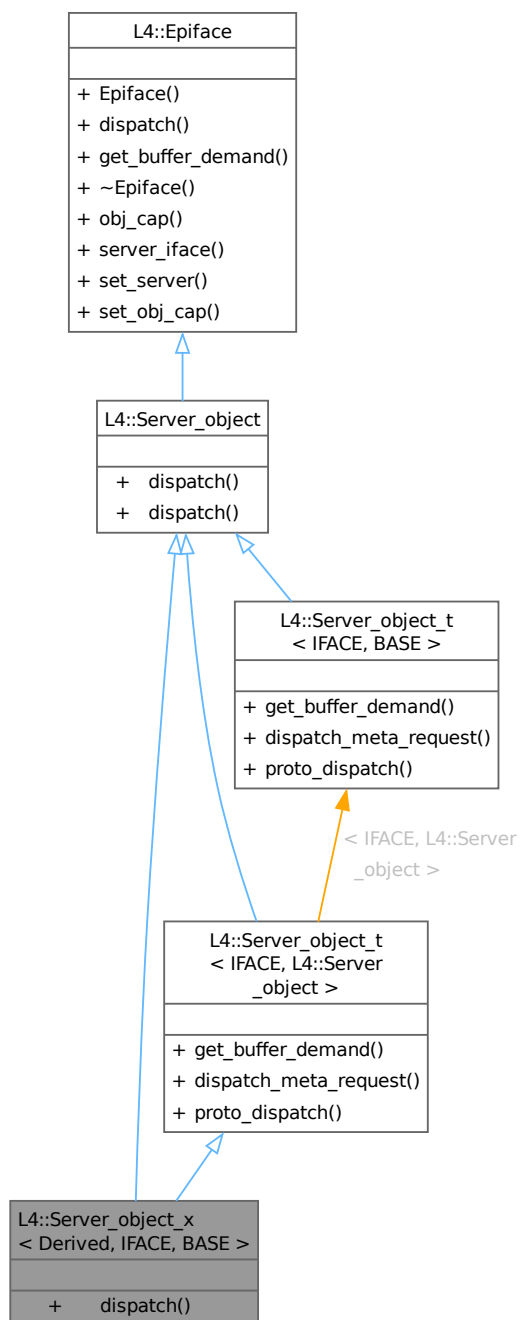 L4::Epiface
+ Epiface()
+ dispatch()
+ get_buffer_demand()
+ ~Epiface()
+ obj_cap()
+ server_iface()
+ set_server()
+ set_obj_cap()
L4::Server_object
+ dispatch()
+ dispatch()
L4::Server_object_t
< IFACE, BASE >
+ get_buffer_demand()
+ dispatch_meta_request()
+ proto_dispatch()
< IFACE, L4::Server
_object >
L4::Server_object_t
< IFACE, L4::Server
_object >
+ get_buffer_demand()
+ dispatch_meta_request()
+ proto_dispatch()
L4::Server_object_x
< Derived, IFACE, BASE >
+ dispatch()